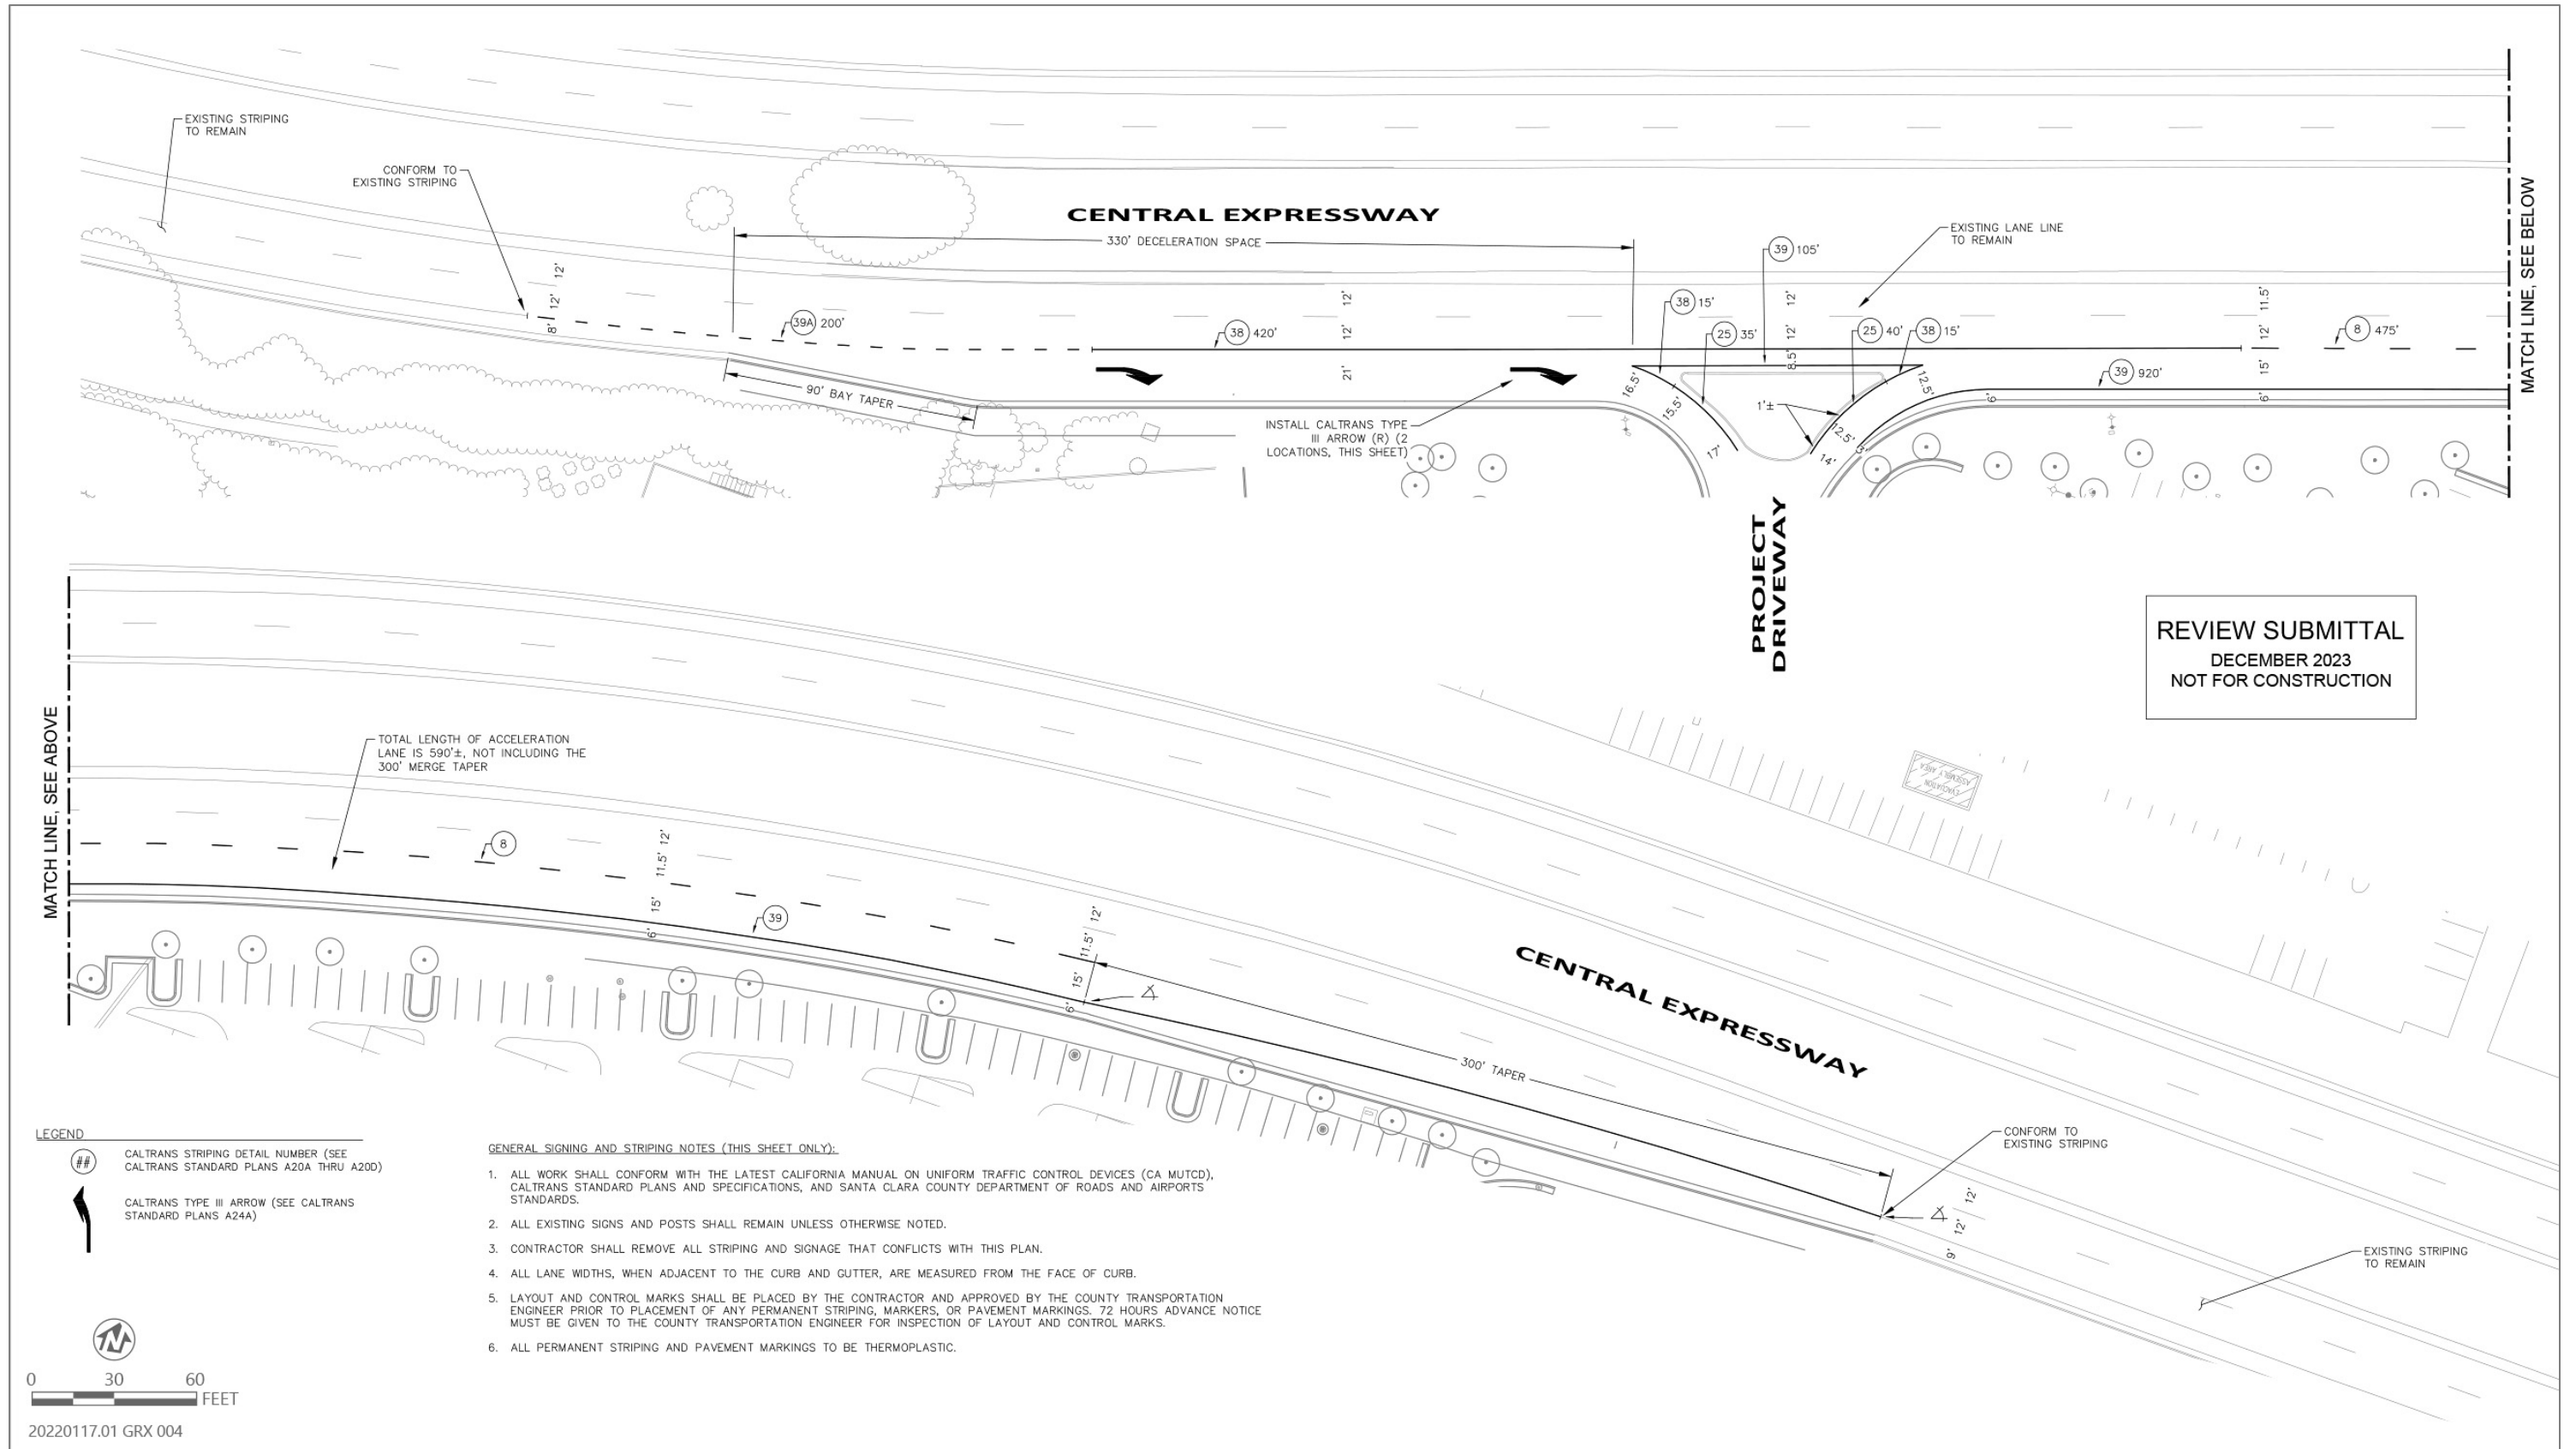 EXISTING STRIPING
TO REMAIN
CONFORM TO
EXISTING STRIPING
CENTRAL EXPRESSWAY
330' DECELERATION SPACE
EXISTING LANE LINE
TO REMAIN
MATCH LINE, SEE BELOW
39 105'
12'
12'
8'
39A 200'
38 420'
12'
12'
21'
38 15'
25 35'
12'
12'
8.5'
25 40'
38 15'
11.5'
12'
15'
6'
8 475'
39 920'
90' BAY TAPER
16.5'
15.5'
17'
1'±
12.5'
12.5'
3'
14'
6'
INSTALL CALTRANS TYPE
III ARROW (R) (2
LOCATIONS, THIS SHEET)
PROJECT
DRIVEWAY
REVIEW SUBMITTAL
DECEMBER 2023
NOT FOR CONSTRUCTION
MATCH LINE, SEE ABOVE
TOTAL LENGTH OF ACCELERATION
LANE IS 590'±, NOT INCLUDING THE
300' MERGE TAPER
EVACUATION
ASSEMBLY AREA
8
12'
11.5'
15'
6'
39
12'
11.5'
15'
6'
CENTRAL EXPRESSWAY
300' TAPER
CONFORM TO
EXISTING STRIPING
12'
12'
9'
EXISTING STRIPING
TO REMAIN
LEGEND
## CALTRANS STRIPING DETAIL NUMBER (SEE
CALTRANS STANDARD PLANS A20A THRU A20D)
CALTRANS TYPE III ARROW (SEE CALTRANS
STANDARD PLANS A24A)
GENERAL SIGNING AND STRIPING NOTES (THIS SHEET ONLY):
1. ALL WORK SHALL CONFORM WITH THE LATEST CALIFORNIA MANUAL ON UNIFORM TRAFFIC CONTROL DEVICES (CA MUTCD),
CALTRANS STANDARD PLANS AND SPECIFICATIONS, AND SANTA CLARA COUNTY DEPARTMENT OF ROADS AND AIRPORTS
STANDARDS.
2. ALL EXISTING SIGNS AND POSTS SHALL REMAIN UNLESS OTHERWISE NOTED.
3. CONTRACTOR SHALL REMOVE ALL STRIPING AND SIGNAGE THAT CONFLICTS WITH THIS PLAN.
4. ALL LANE WIDTHS, WHEN ADJACENT TO THE CURB AND GUTTER, ARE MEASURED FROM THE FACE OF CURB.
5. LAYOUT AND CONTROL MARKS SHALL BE PLACED BY THE CONTRACTOR AND APPROVED BY THE COUNTY TRANSPORTATION
ENGINEER PRIOR TO PLACEMENT OF ANY PERMANENT STRIPING, MARKERS, OR PAVEMENT MARKINGS. 72 HOURS ADVANCE NOTICE
MUST BE GIVEN TO THE COUNTY TRANSPORTATION ENGINEER FOR INSPECTION OF LAYOUT AND CONTROL MARKS.
6. ALL PERMANENT STRIPING AND PAVEMENT MARKINGS TO BE THERMOPLASTIC.
N
0 30 60
FEET
20220117.01 GRX 004